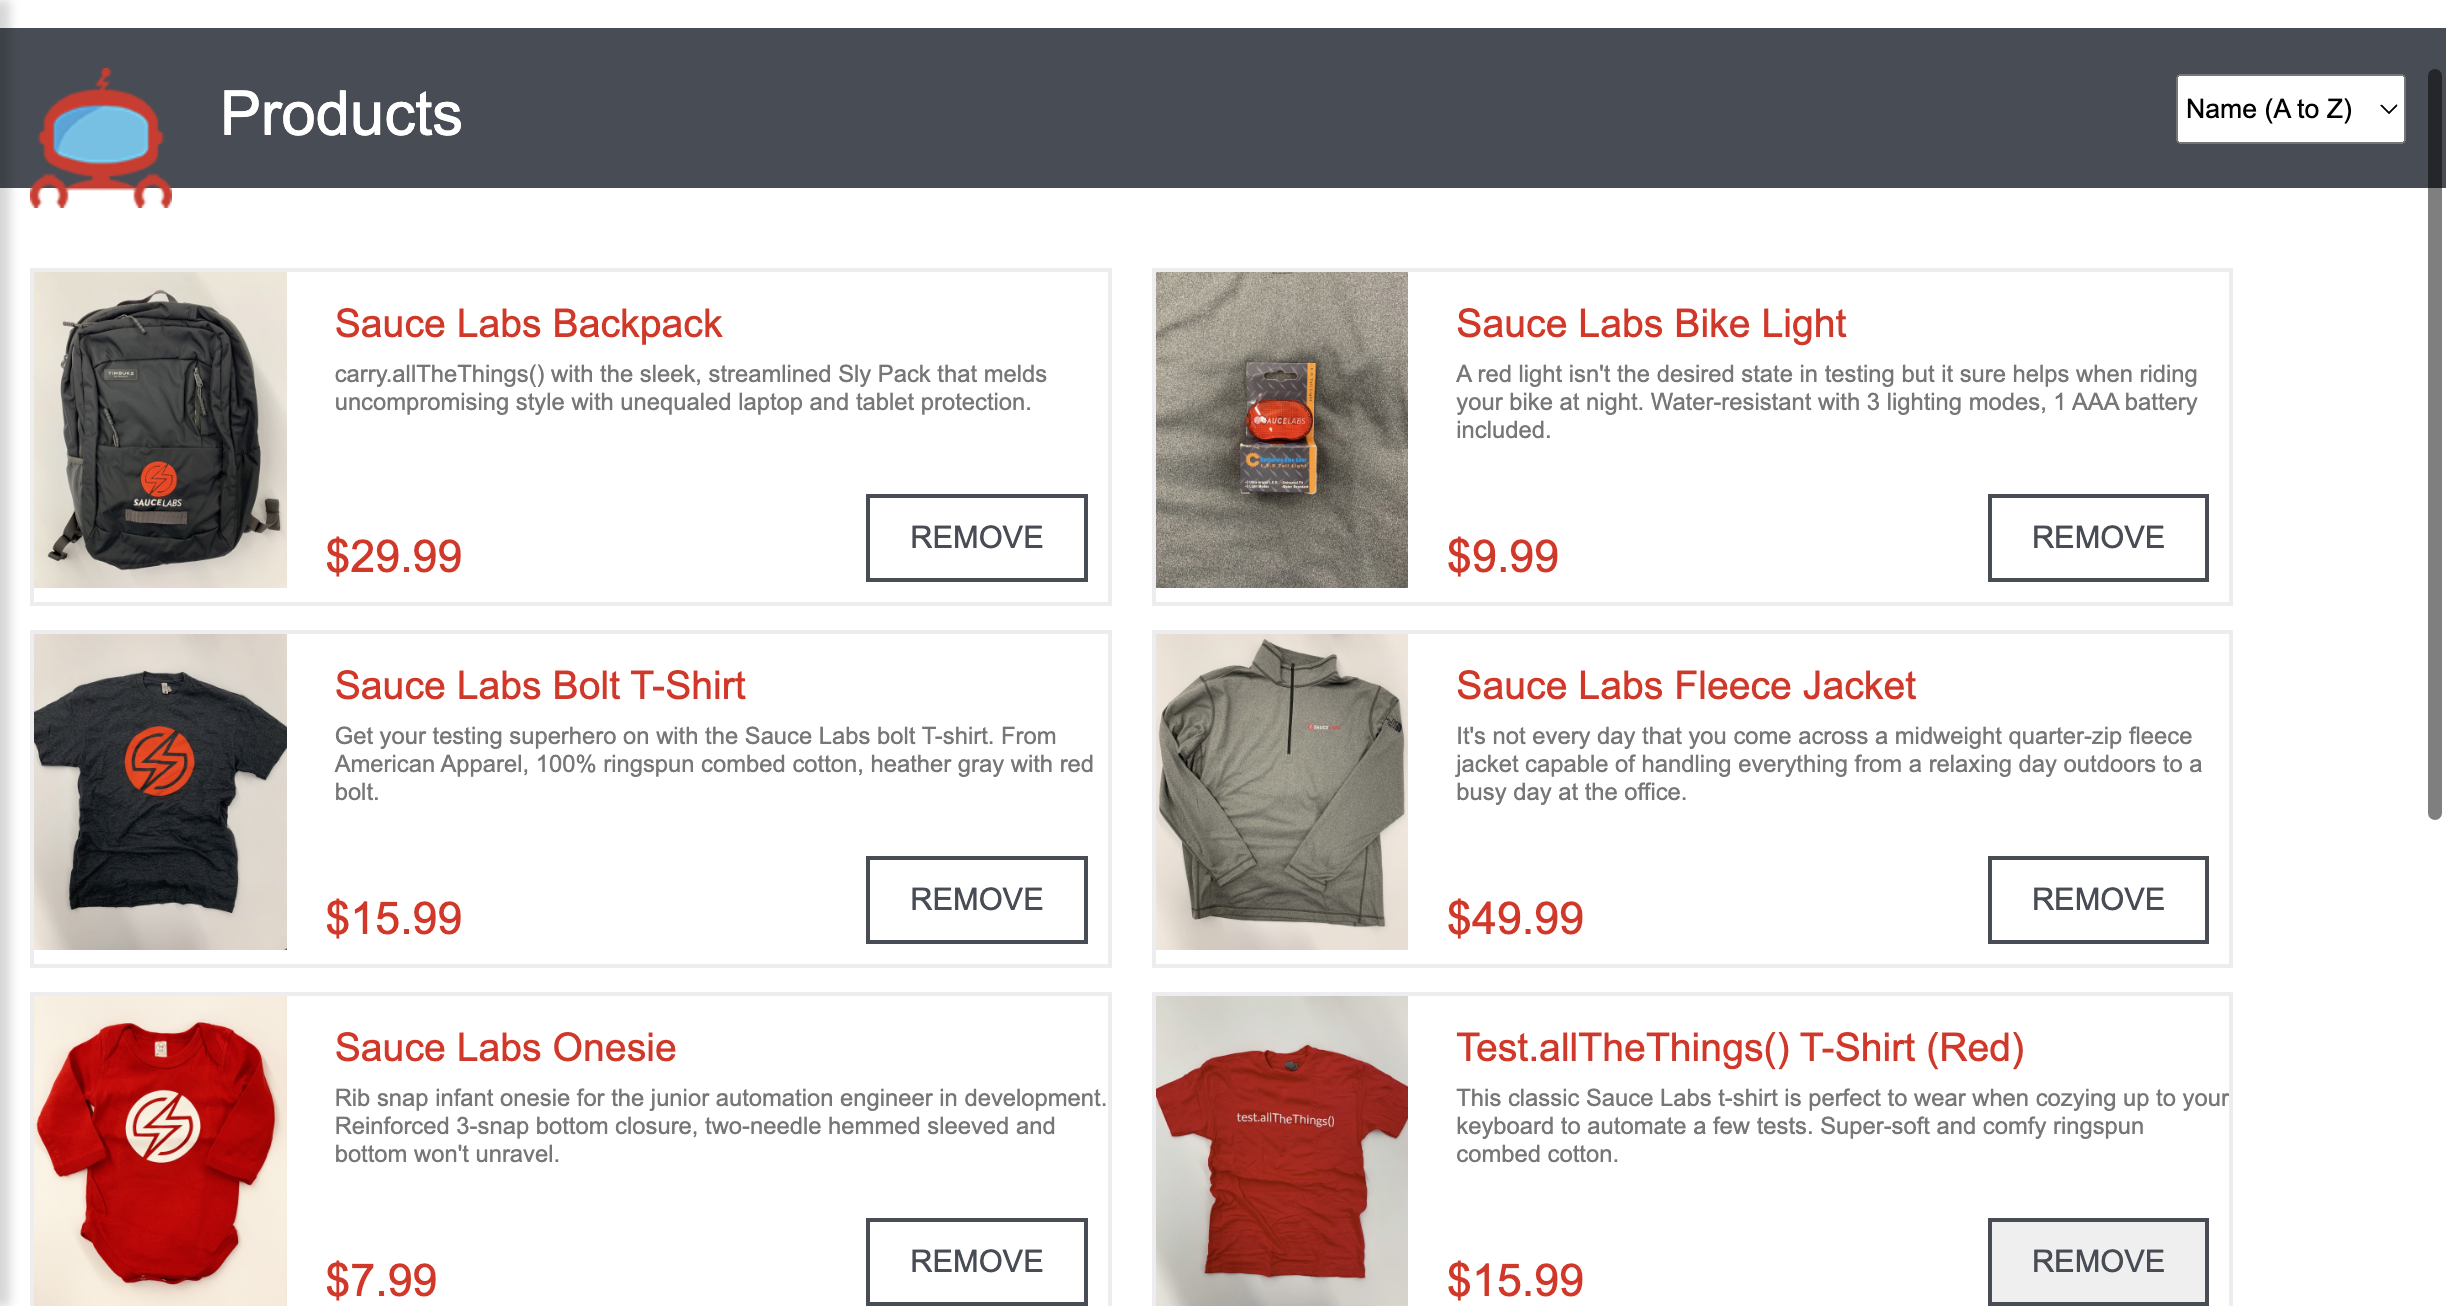 Products
Name (A to Z)
Sauce Labs Backpack
carry.allTheThings() with the sleek, streamlined Sly Pack that melds
uncompromising style with unequaled laptop and tablet protection.
$29.99
REMOVE
TIMBUK2
SAUCELABS
Sauce Labs Bike Light
A red light isn't the desired state in testing but it sure helps when riding
your bike at night. Water-resistant with 3 lighting modes, 1 AAA battery
included.
$9.99
REMOVE
SAUCELABS
Sauce Labs Bolt T-Shirt
Get your testing superhero on with the Sauce Labs bolt T-shirt. From
American Apparel, 100% ringspun combed cotton, heather gray with red
bolt.
$15.99
REMOVE
Sauce Labs Fleece Jacket
It's not every day that you come across a midweight quarter-zip fleece
jacket capable of handling everything from a relaxing day outdoors to a
busy day at the office.
$49.99
REMOVE
SAUCE
Sauce Labs Onesie
Rib snap infant onesie for the junior automation engineer in development.
Reinforced 3-snap bottom closure, two-needle hemmed sleeved and
bottom won't unravel.
$7.99
REMOVE
Test.allTheThings() T-Shirt (Red)
This classic Sauce Labs t-shirt is perfect to wear when cozying up to your
keyboard to automate a few tests. Super-soft and comfy ringspun
combed cotton.
$15.99
REMOVE
test.allTheThings()